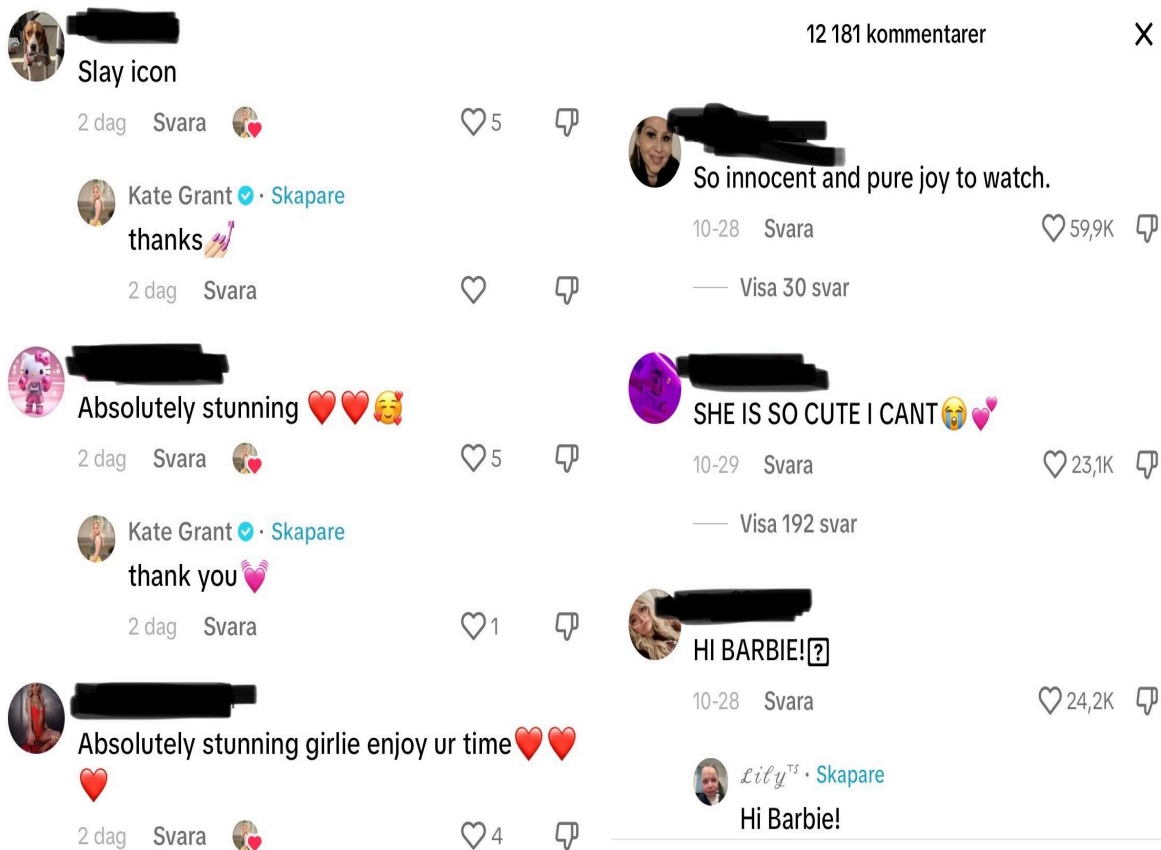 Slay icon
2 dag Svara 5
Kate Grant · Skapare
thanks💅🏻
2 dag Svara
Absolutely stunning ❤️❤️🥰
2 dag Svara 5
Kate Grant · Skapare
thank you💓
2 dag Svara 1
Absolutely stunning girlie enjoy ur time❤️❤️
❤️
2 dag Svara 4
12 181 kommentarer
So innocent and pure joy to watch.
10-28 Svara 59,9K
Visa 30 svar
SHE IS SO CUTE I CANT😭💕
10-29 Svara 23,1K
Visa 192 svar
HI BARBIE!⍰
10-28 Svara 24,2K
𝓛𝓲𝓵𝔂ᵀˢ · Skapare
Hi Barbie!